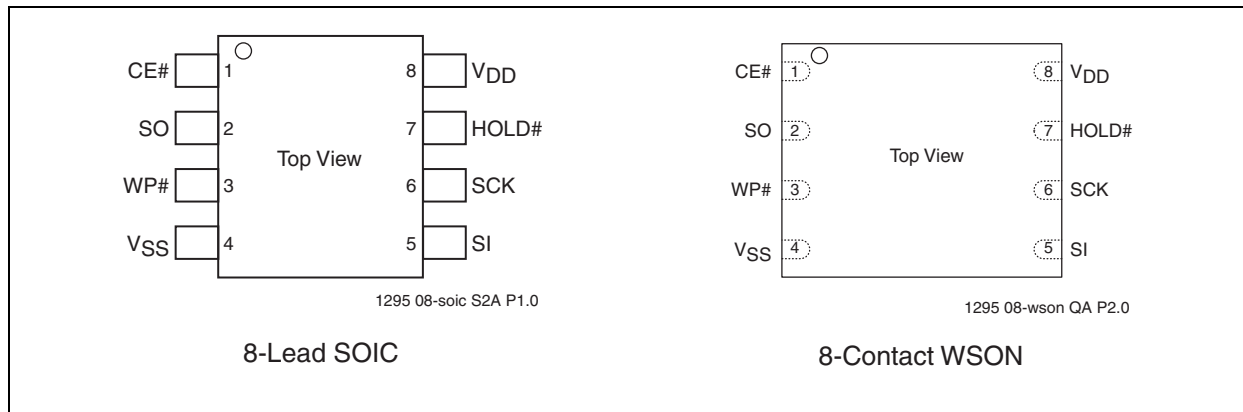 CE# 1 8 VDD
SO 2 7 HOLD#
Top View
WP# 3 6 SCK
VSS 4 5 SI
1295 08-soic S2A P1.0
8-Lead SOIC
CE# 1 8 VDD
SO 2 7 HOLD#
Top View
WP# 3 6 SCK
VSS 4 5 SI
1295 08-wson QA P2.0
8-Contact WSON